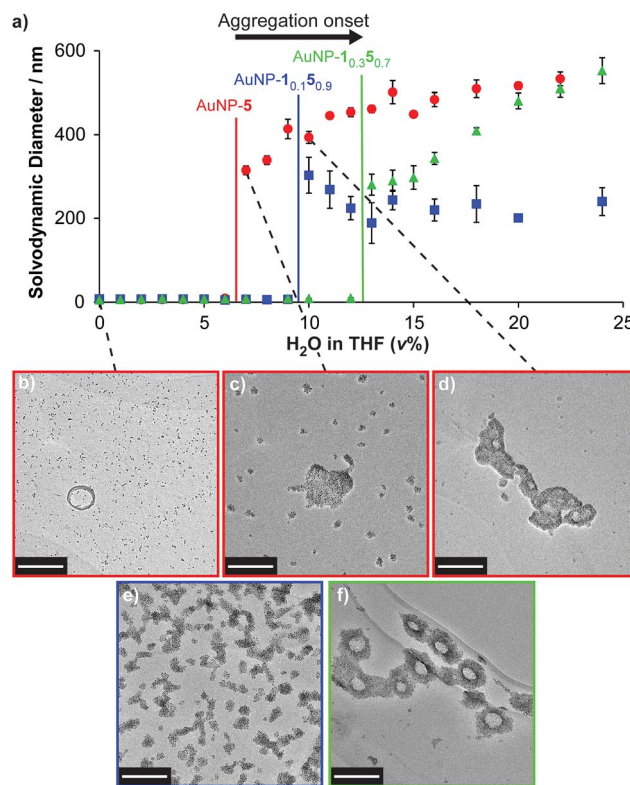 a)
Aggregation onset
AuNP-1₀.₃5₀.₇
AuNP-1₀.₁5₀.₉
AuNP-5
600
400
200
0
Solvodynamic Diameter / nm
0 5 10 15 20 25
H₂O in THF (v%)
b) c) d)
e) f)